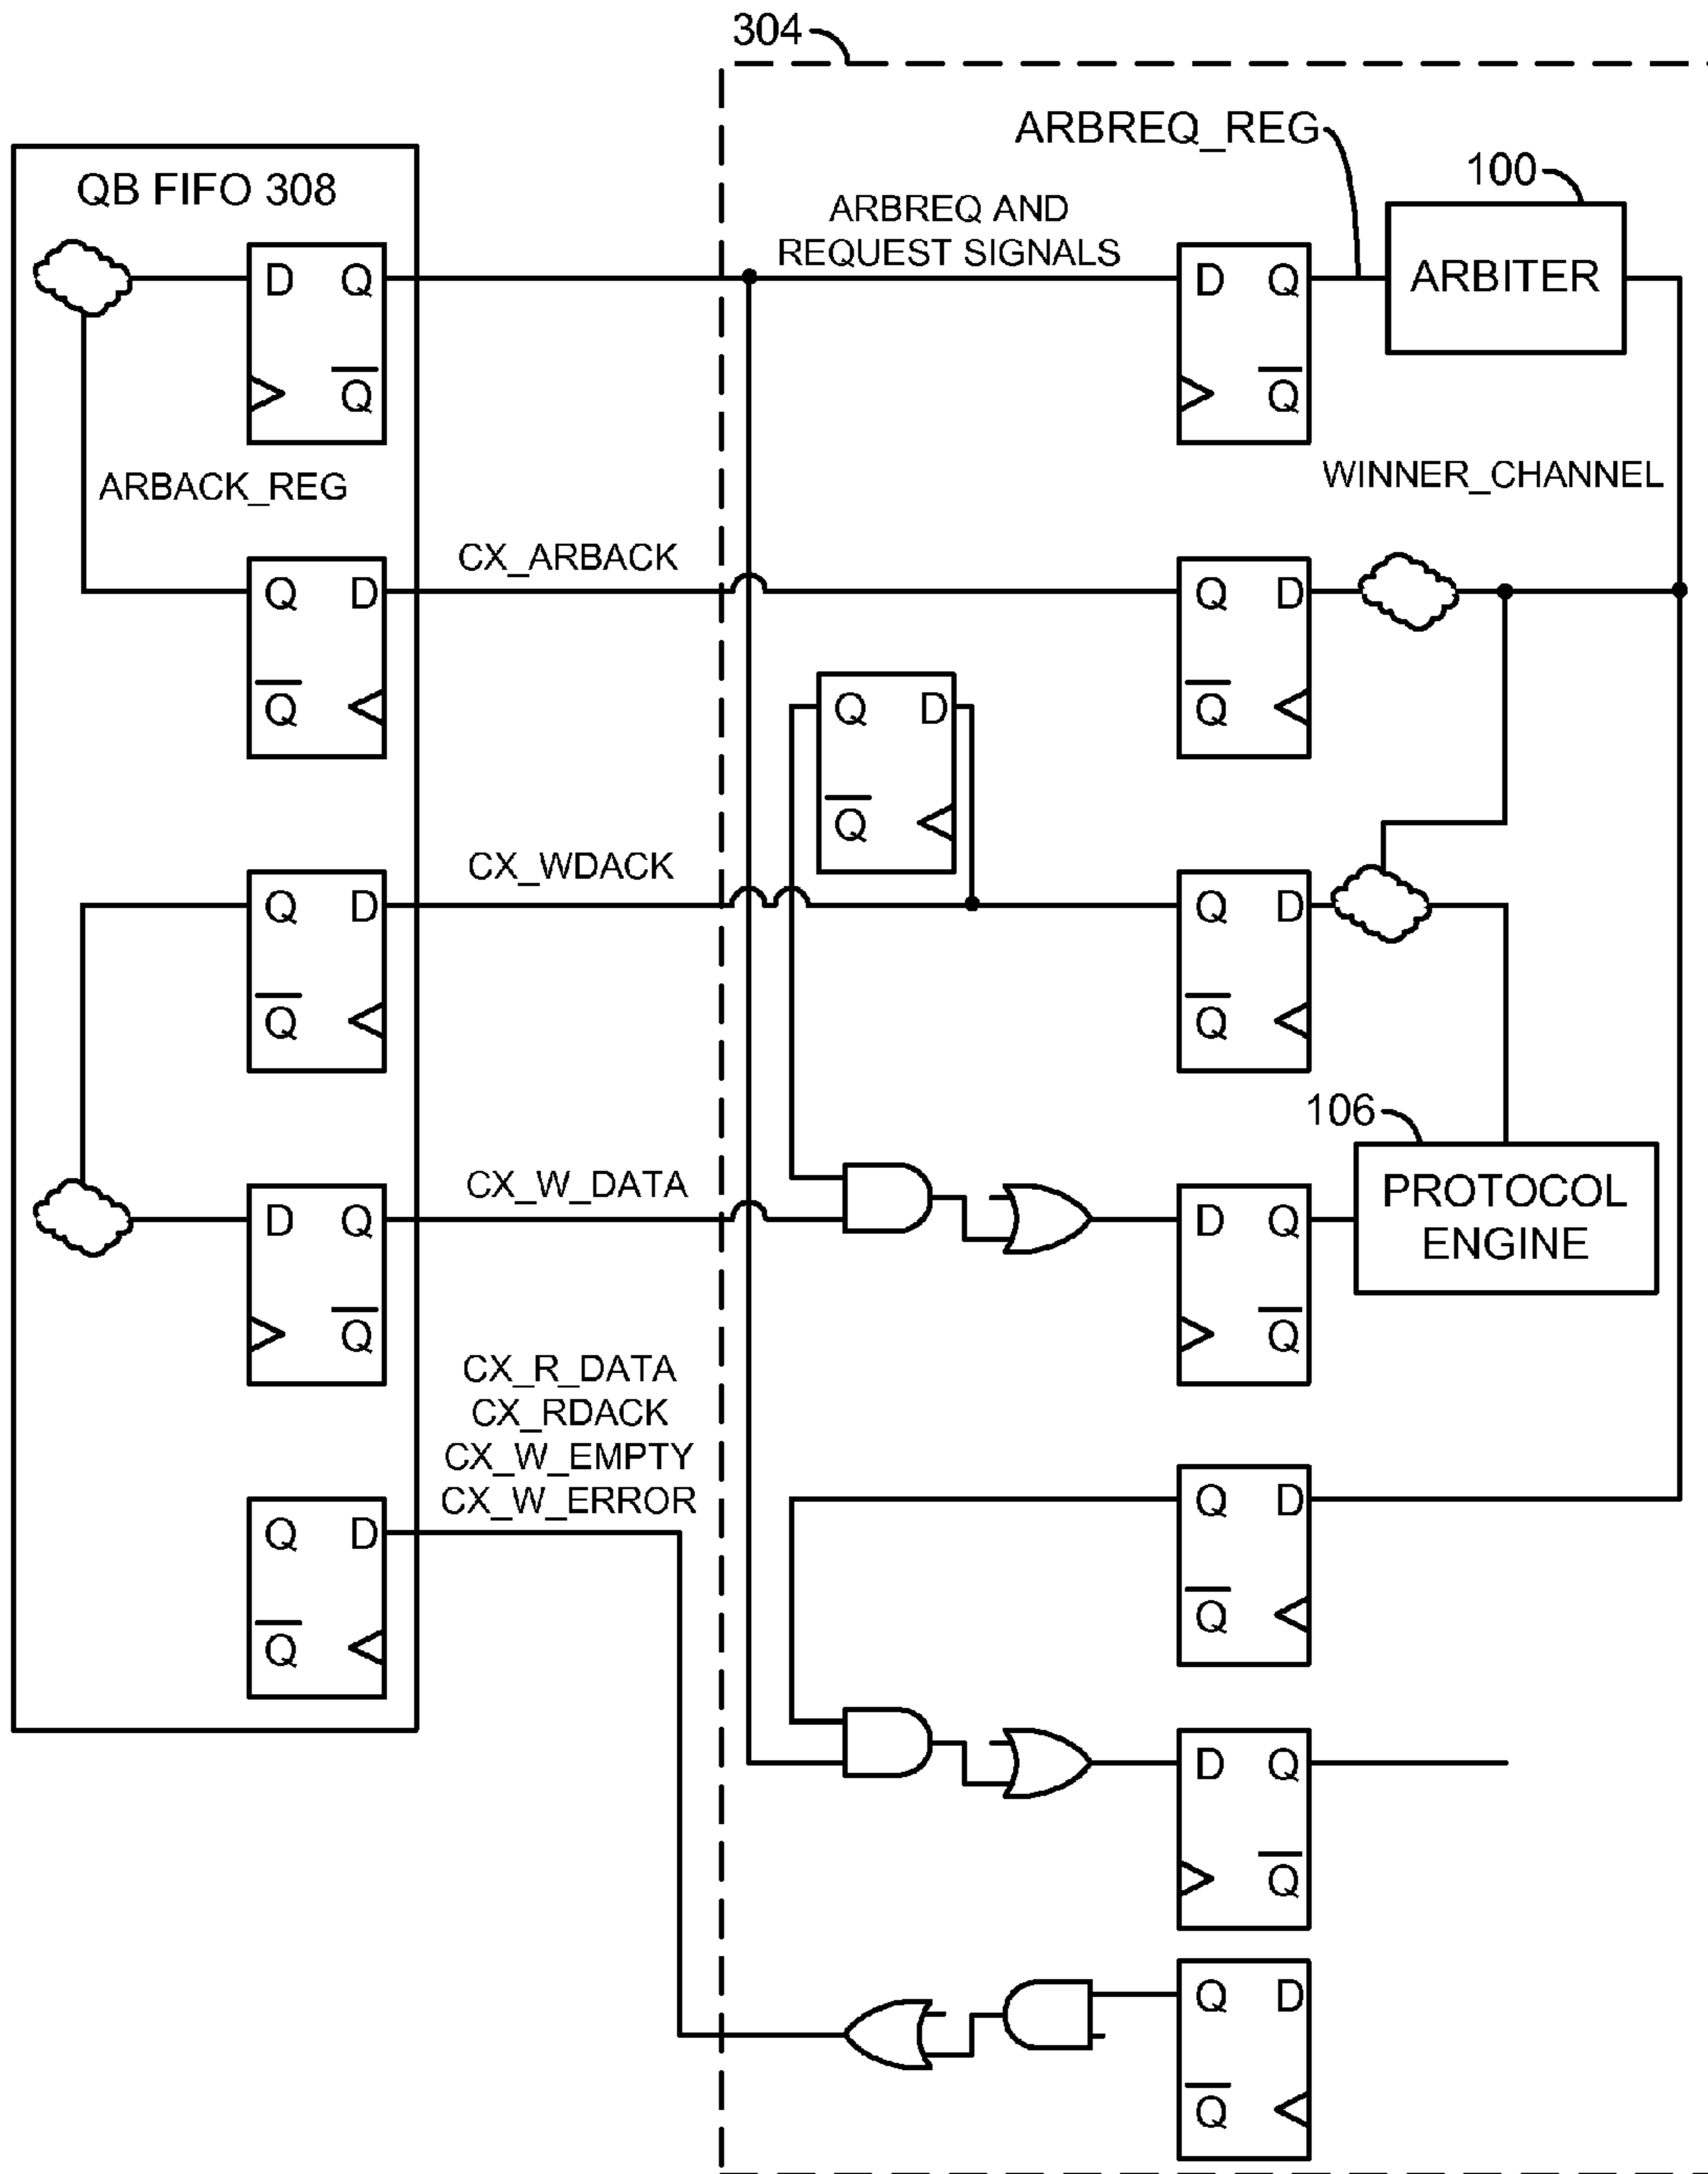 304
ARBREQ_REG
100
QB FIFO 308
ARBREQ AND
REQUEST SIGNALS
D Q
Q
D Q
Q
ARBITER
ARBACK_REG
WINNER_CHANNEL
CX_ARBACK
Q D
Q
Q D
Q
Q D
Q
CX_WDACK
Q D
Q
Q D
Q
106
CX_W_DATA
D Q
Q
D Q
Q
PROTOCOL
ENGINE
CX_R_DATA
CX_RDACK
CX_W_EMPTY
CX_W_ERROR
Q D
Q
Q D
Q
D Q
Q
Q D
Q